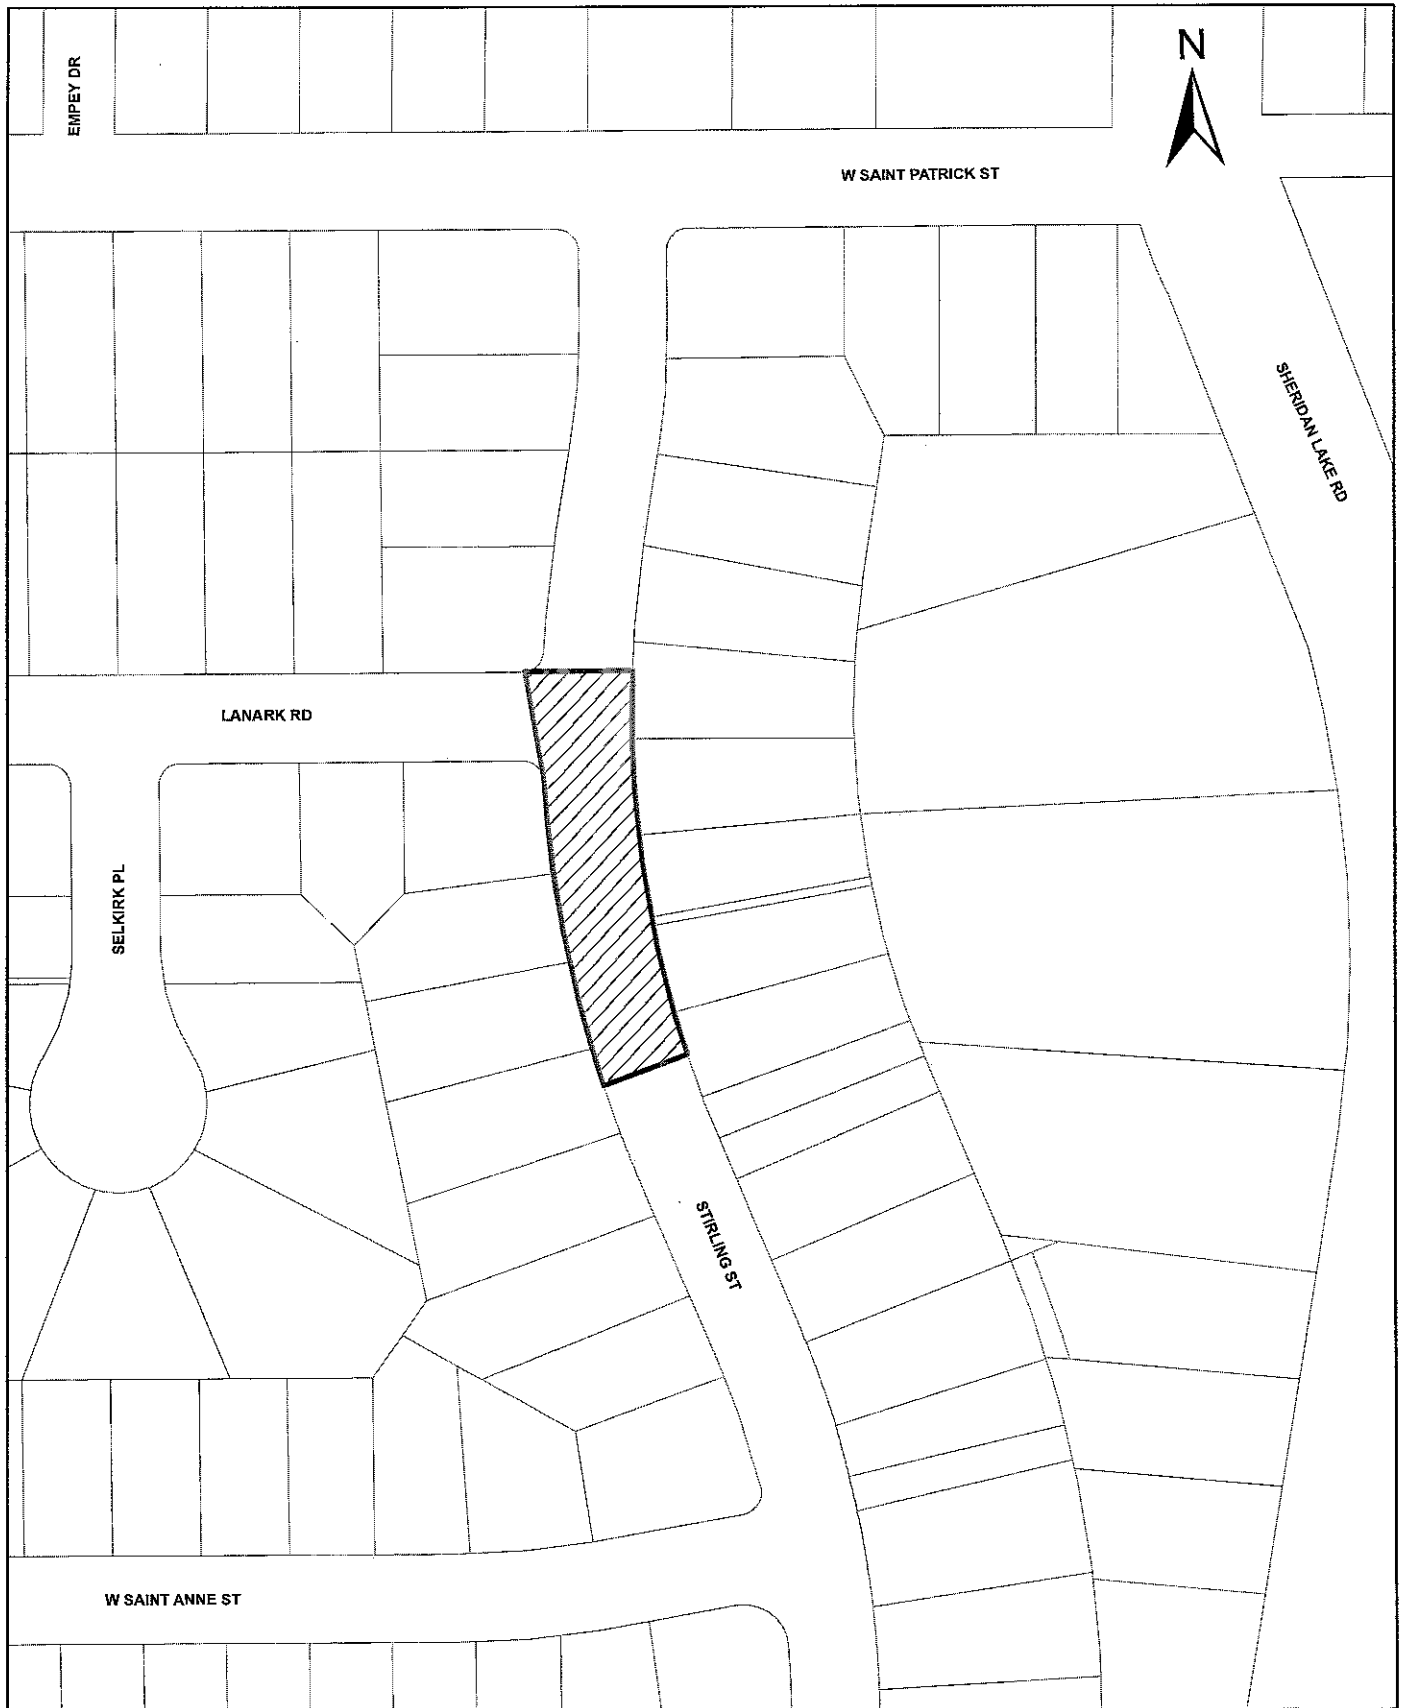 EMPEY DR
N
W SAINT PATRICK ST
SHERIDAN LAKE RD
LANARK RD
SELKIRK PL
STIRLING ST
W SAINT ANNE ST